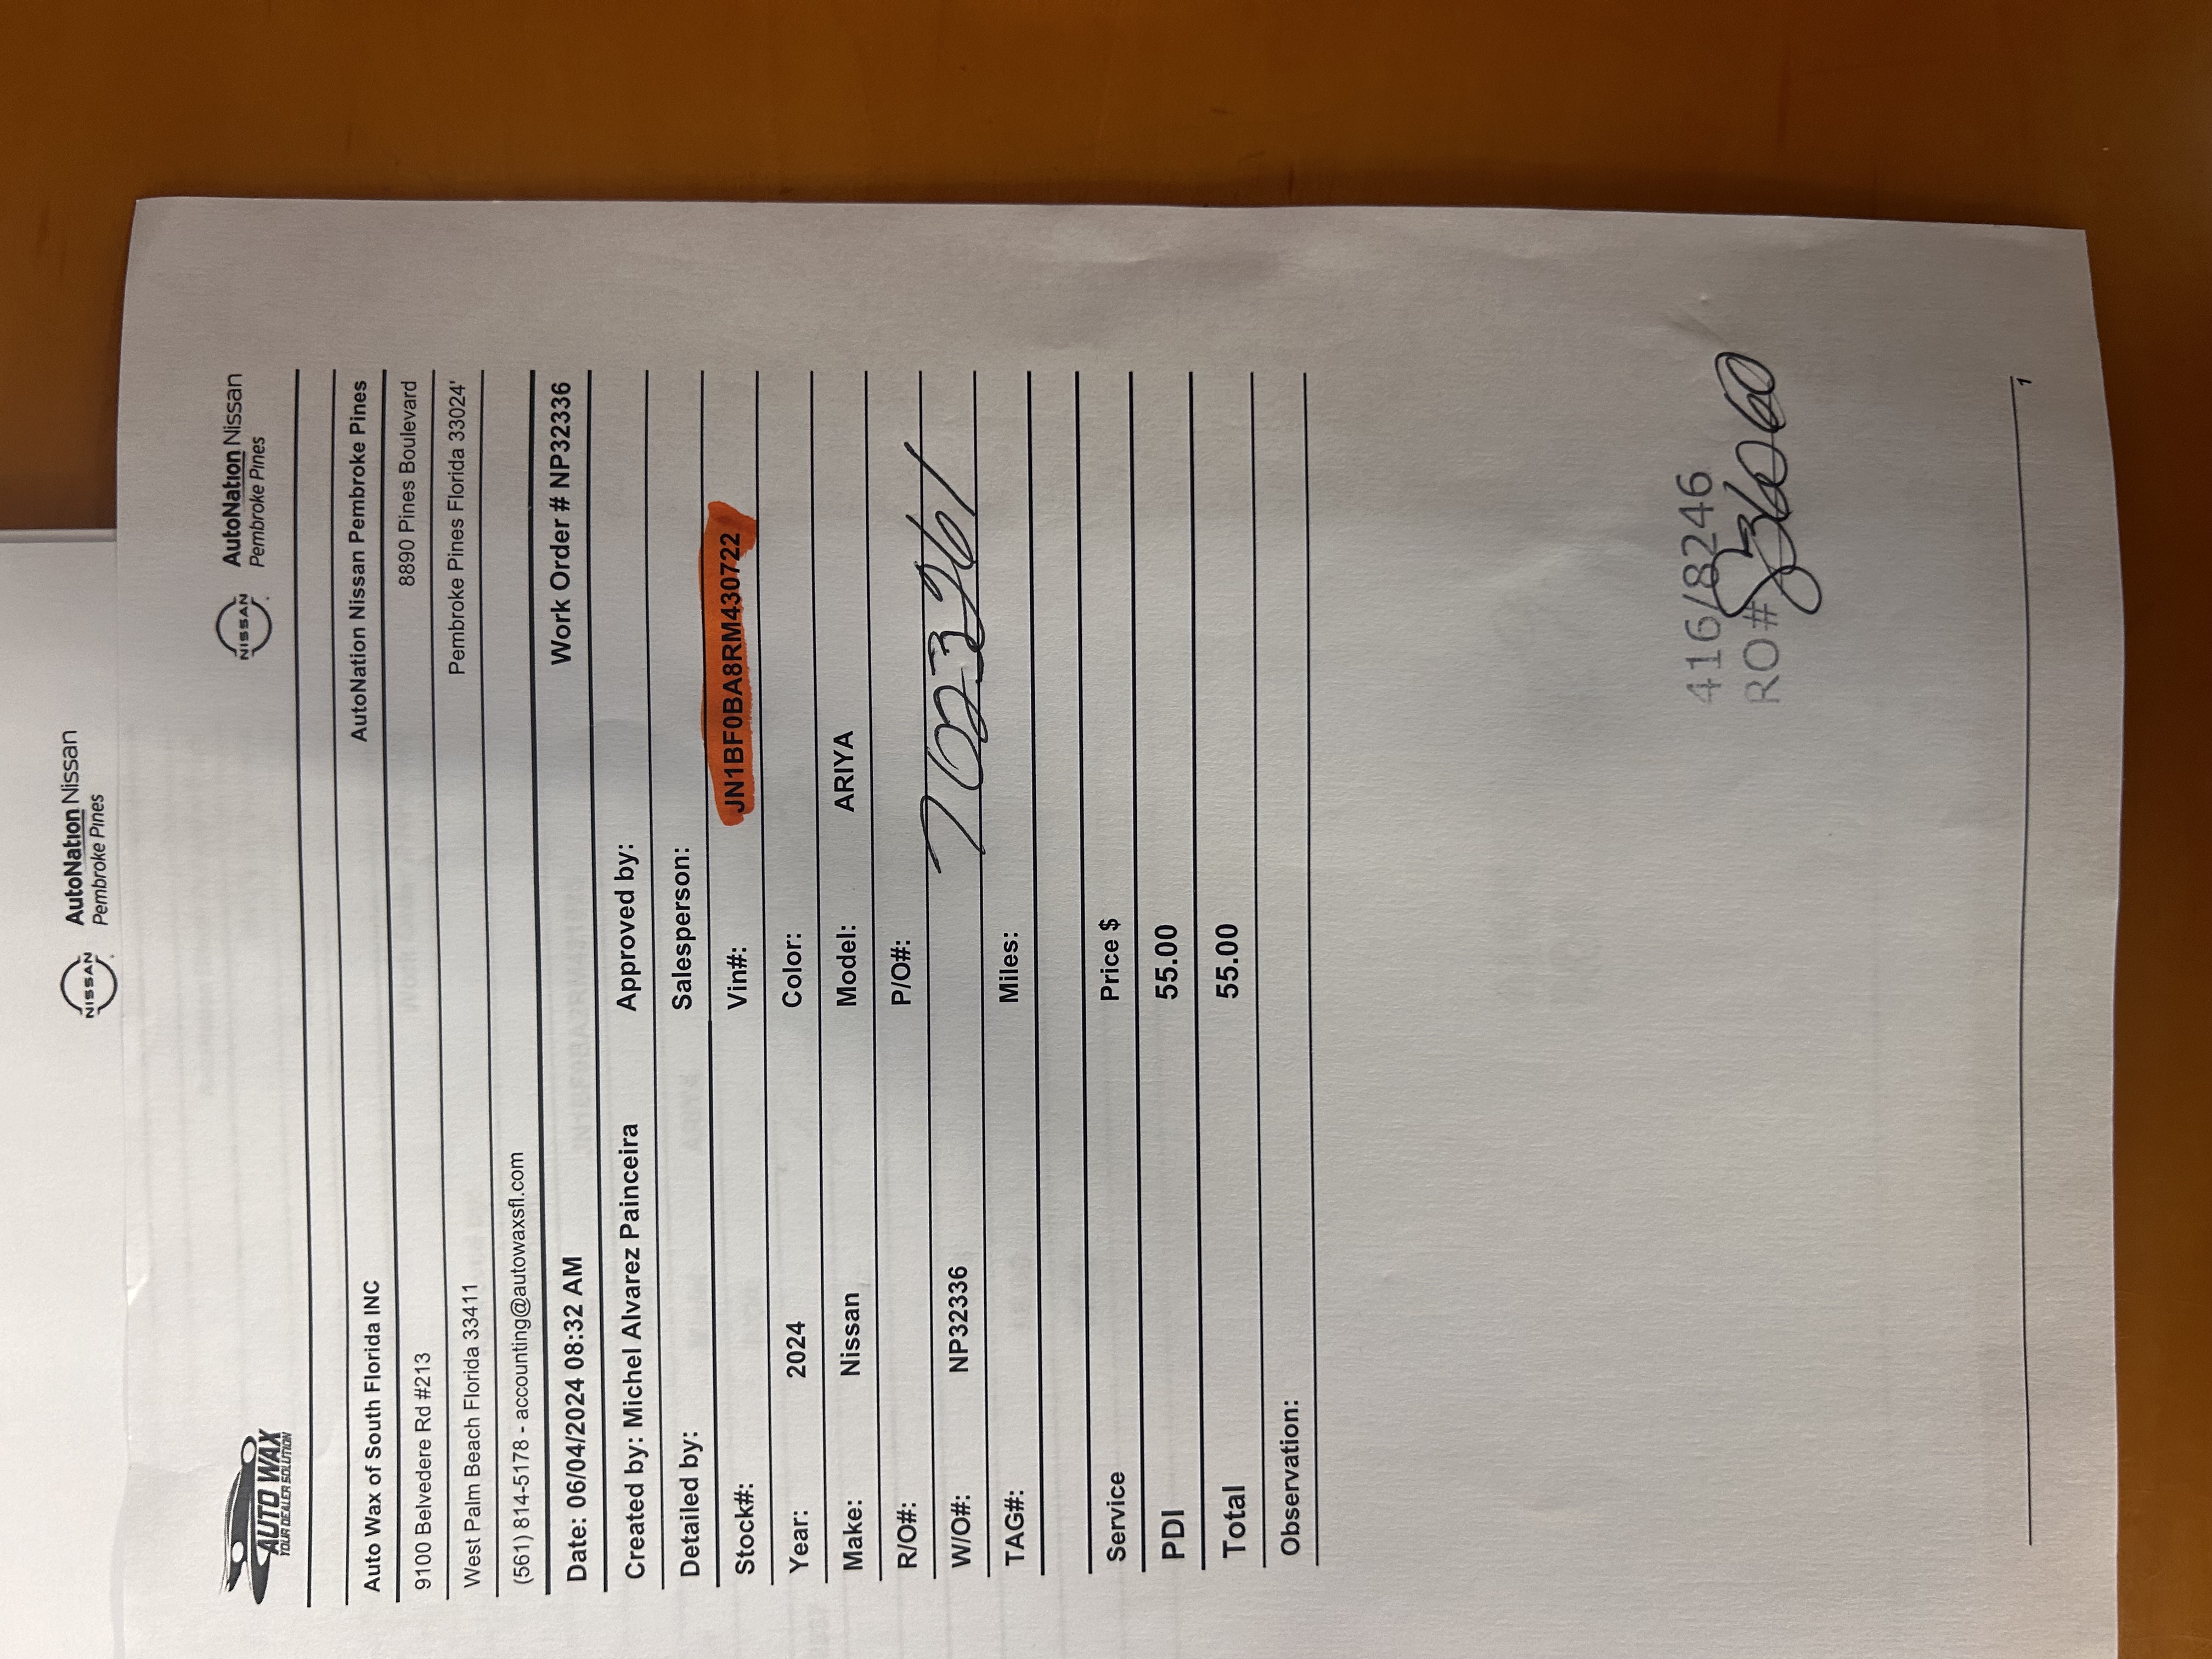 NISSAN
AutoNation Nissan
Pembroke Pines
AUTO WAX
YOUR DEALER SOLUTION
NISSAN
AutoNation Nissan
Pembroke Pines
Auto Wax of South Florida INC AutoNation Nissan Pembroke Pines
9100 Belvedere Rd #213 8890 Pines Boulevard
West Palm Beach Florida 33411 Pembroke Pines Florida 33024'
(561) 814-5178 - accounting@autowaxsfl.com
Date: 06/04/2024 08:32 AM Work Order # NP32336
Created by: Michel Alvarez Painceira Approved by:
Detailed by: Salesperson:
Stock#: Vin#: JN1BF0BA8RM430722
Year: 2024 Color:
Make: Nissan Model: ARIYA
R/O#: P/O#:
W/O#: NP32336
TAG#: Miles:
Service Price $
PDI 55.00
Total 55.00
Observation:
416/8246
RO#
1